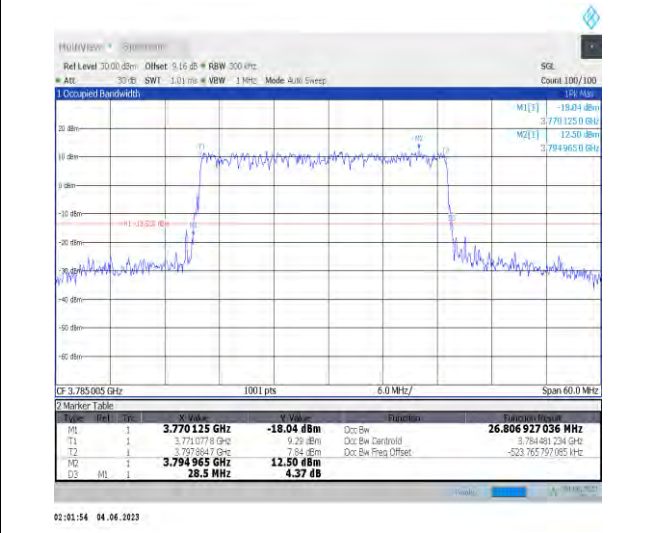 MultiView Spectrum
Ref Level 30.00 dBm Offset 9.16 dB RBW 300 kHz SGL
Att 30 dB SWT 1.01 ms VBW 1 MHz Mode Auto Sweep Count 100/100
1 Occupied Bandwidth 1Pk Max
M1[1] -18.04 dBm
3.770 125 0 GHz
M2[1] 12.50 dBm
3.794 965 0 GHz
20 dBm
M2
T1 T2
10 dBm
0 dBm
-10 dBm
-20 dBm
-30 dBm
-40 dBm
-50 dBm
-60 dBm
CF 3.785 005 GHz 1001 pts 6.0 MHz/ Span 60.0 MHz
2 Marker Table
Type Ref Trc X-Value Y-Value Function Function Result
M1 1 3.770 125 GHz -18.04 dBm Occ Bw 26.806 927 036 MHz
T1 1 3.771 077 8 GHz 9.29 dBm Occ Bw Centroid 3.784 481 234 GHz
T2 1 3.797 884 7 GHz 7.84 dBm Occ Bw Freq Offset -523.765 797 085 kHz
M2 1 3.794 965 GHz 12.50 dBm
D3 M1 1 28.5 MHz 4.37 dB
02:01:54 04.06.2023